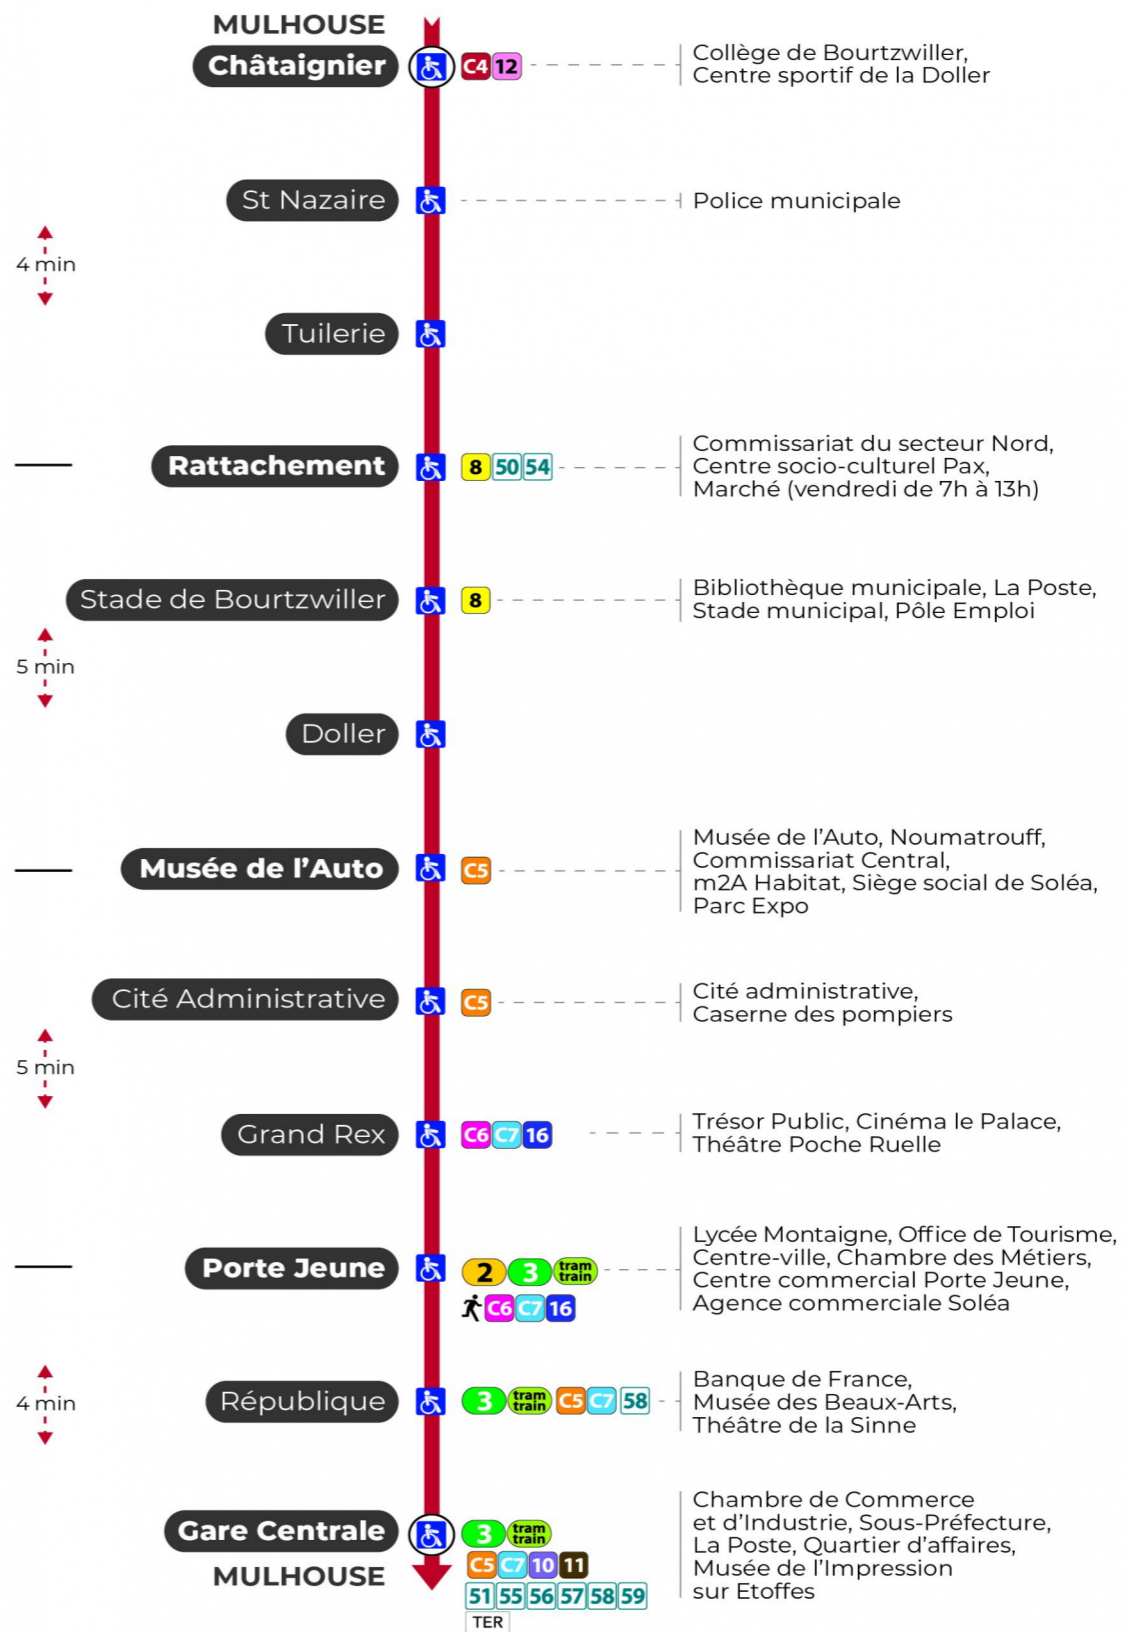 MULHOUSE
Châtaignier
C4 12
Collège de Bourtzwiller,
Centre sportif de la Doller
St Nazaire
Police municipale
4 min
Tuilerie
Rattachement
8 50 54
Commissariat du secteur Nord,
Centre socio-culturel Pax,
Marché (vendredi de 7h à 13h)
Stade de Bourtzwiller
8
Bibliothèque municipale, La Poste,
Stade municipal, Pôle Emploi
5 min
Doller
Musée de l'Auto
C5
Musée de l'Auto, Noumatrouff,
Commissariat Central,
m2A Habitat, Siège social de Soléa,
Parc Expo
Cité Administrative
C5
Cité administrative,
Caserne des pompiers
5 min
Grand Rex
C6 C7 16
Trésor Public, Cinéma le Palace,
Théâtre Poche Ruelle
Porte Jeune
2 3 tram
train
C6 C7 16
Lycée Montaigne, Office de Tourisme,
Centre-ville, Chambre des Métiers,
Centre commercial Porte Jeune,
Agence commerciale Soléa
4 min
République
3 tram
train C5 C7 58
Banque de France,
Musée des Beaux-Arts,
Théâtre de la Sinne
Gare Centrale
MULHOUSE
3 tram
train
C5 C7 10 11
51 55 56 57 58 59
TER
Chambre de Commerce
et d'Industrie, Sous-Préfecture,
La Poste, Quartier d'affaires,
Musée de l'Impression
sur Etoffes